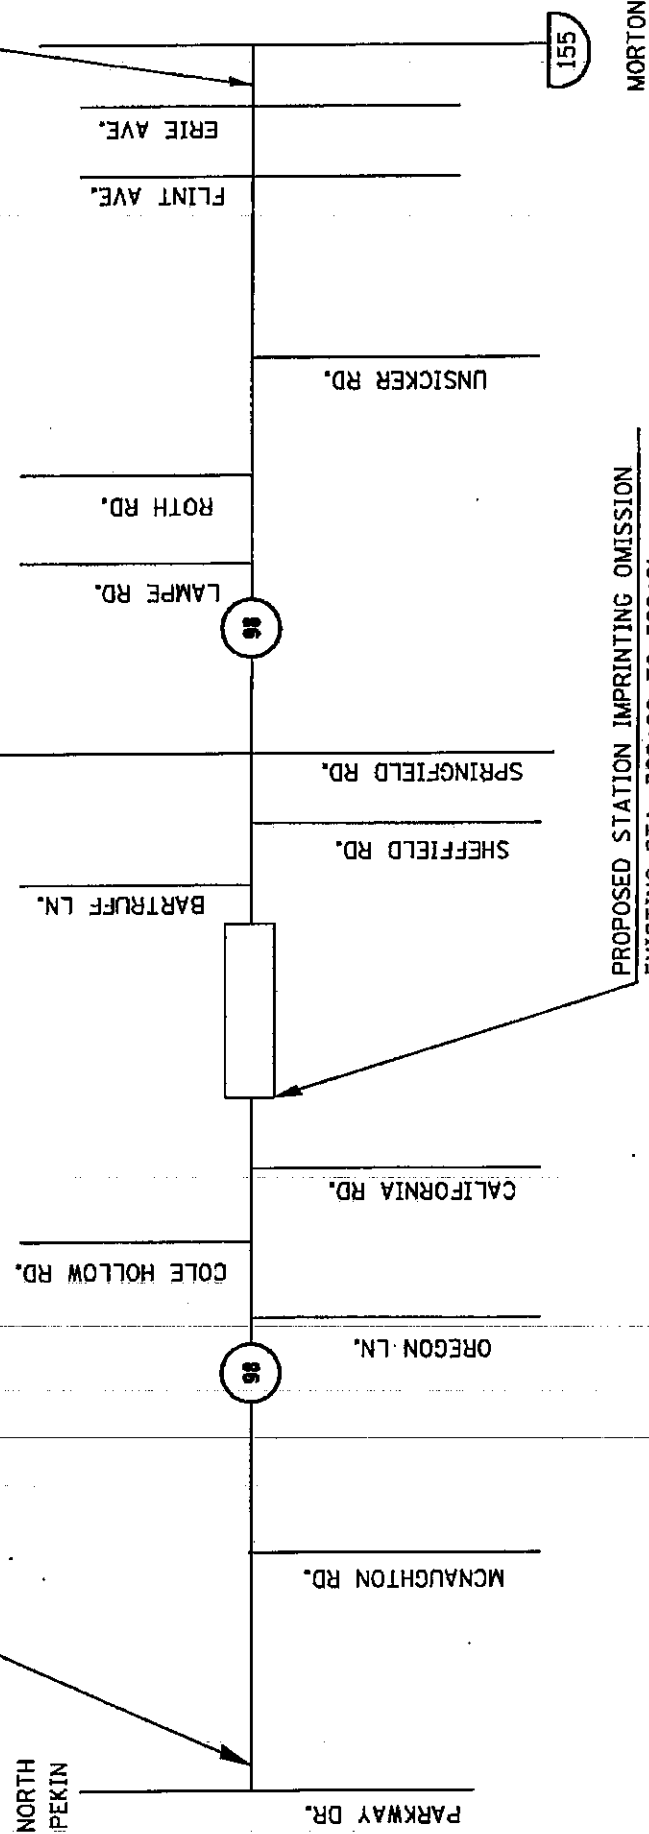 NORTH
PEKIN
PARKWAY DR.
MCNAUGHTON RD.
98
OREGON LN.
COLE HOLLOW RD.
CALIFORNIA RD.
PROPOSED STATION IMPRINTING OMISSION
BARTRUFF LN.
SHEFFIELD RD.
SPRINGFIELD RD.
98
LAMPE RD.
ROTH RD.
UNSICKER RD.
FLINT AVE.
ERIE AVE.
155
MORTON